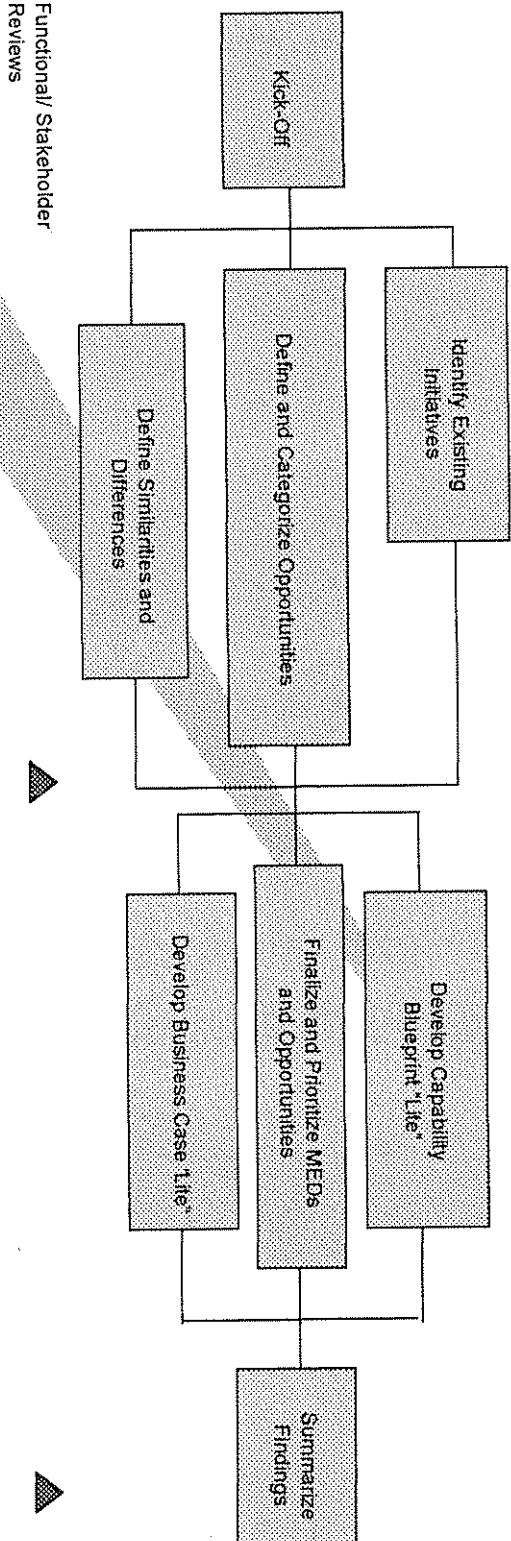 Kick-Off
Identify Existing
Initiatives
Define and Categorize Opportunities
Define Similarities and
Differences
Develop Capability
Blueprint "Lite"
Finalize and Prioritize MEDs
and Opportunities
Develop Business Case "Lite"
Summarize
Findings
Functional/ Stakeholder
Reviews